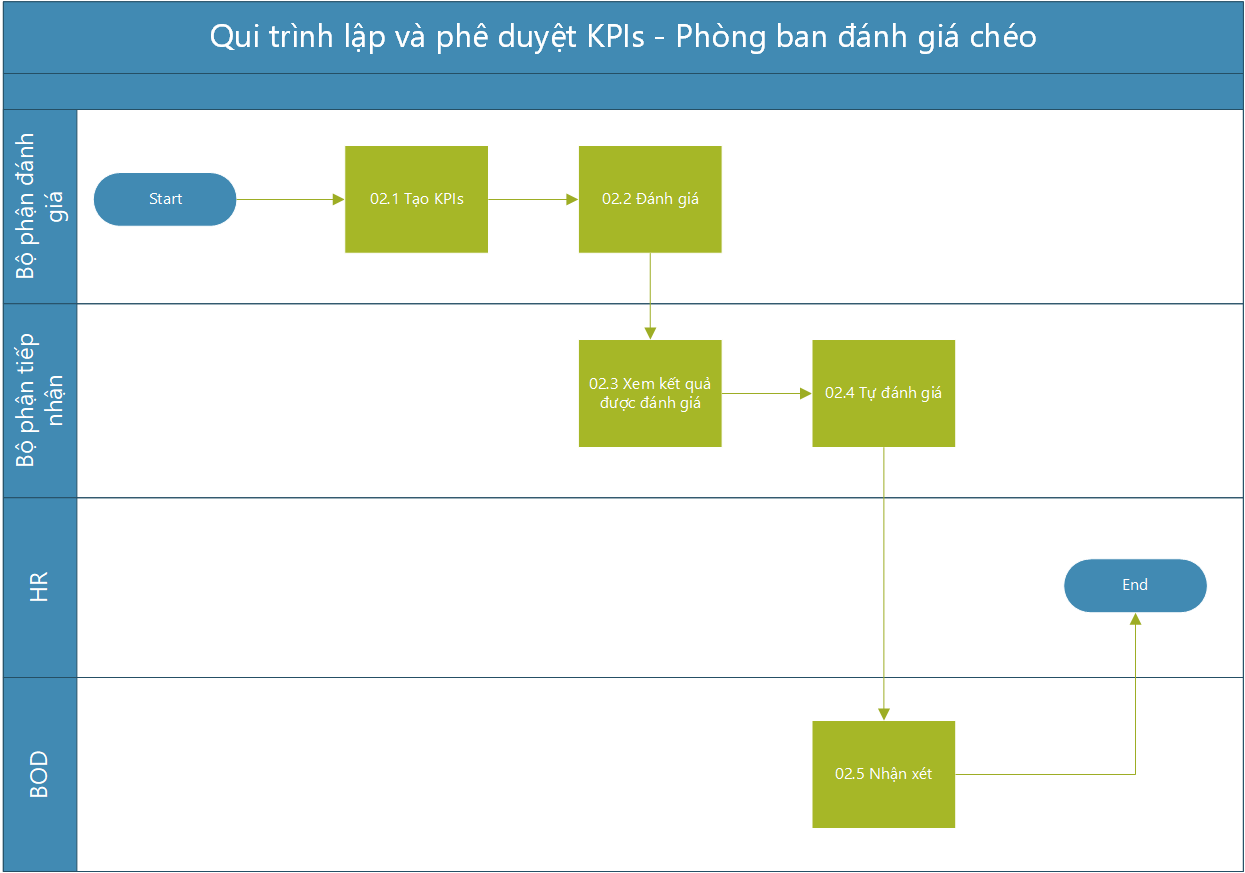 Qui trình lập và phê duyệt KPIs - Phòng ban đánh giá chéo
Bộ phận đánh
giá
Start
02.1 Tạo KPIs
02.2 Đánh giá
Bộ phận tiếp
nhận
02.3 Xem kết quả
được đánh giá
02.4 Tự đánh giá
HR
End
BOD
02.5 Nhận xét